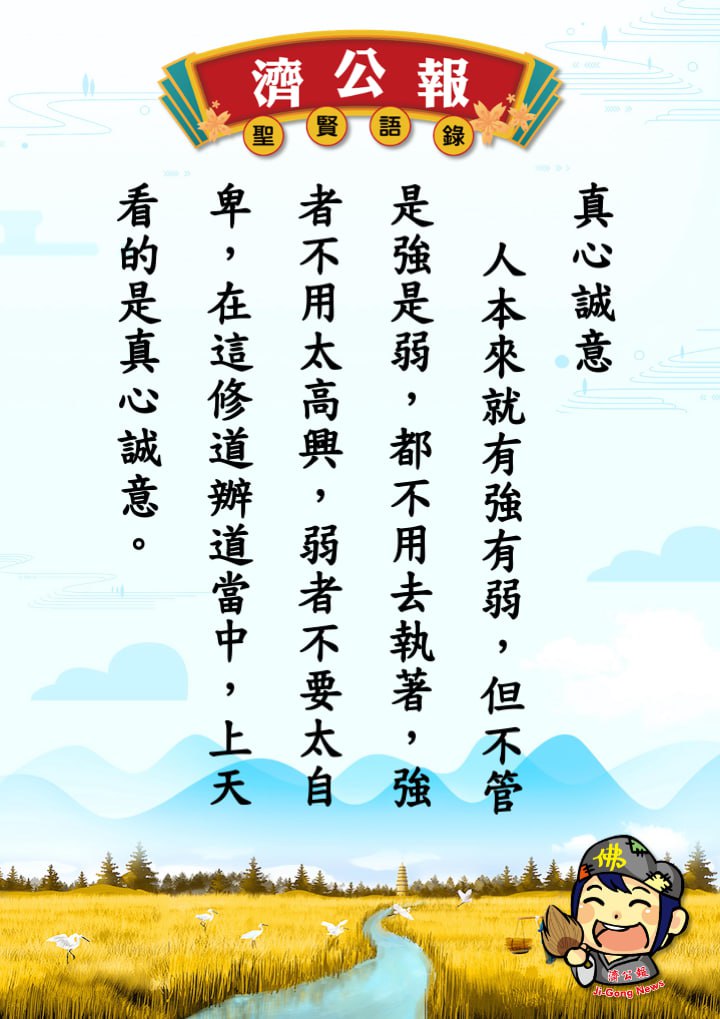 濟公報
聖賢語錄
真心誠意
人本來就有強有弱，但不管
是強是弱，都不用去執著，強
者不用太高興，弱者不要太自
卑，在這修道辦道當中，上天
看的是真心誠意。
佛
濟公報
Ji-Gong News